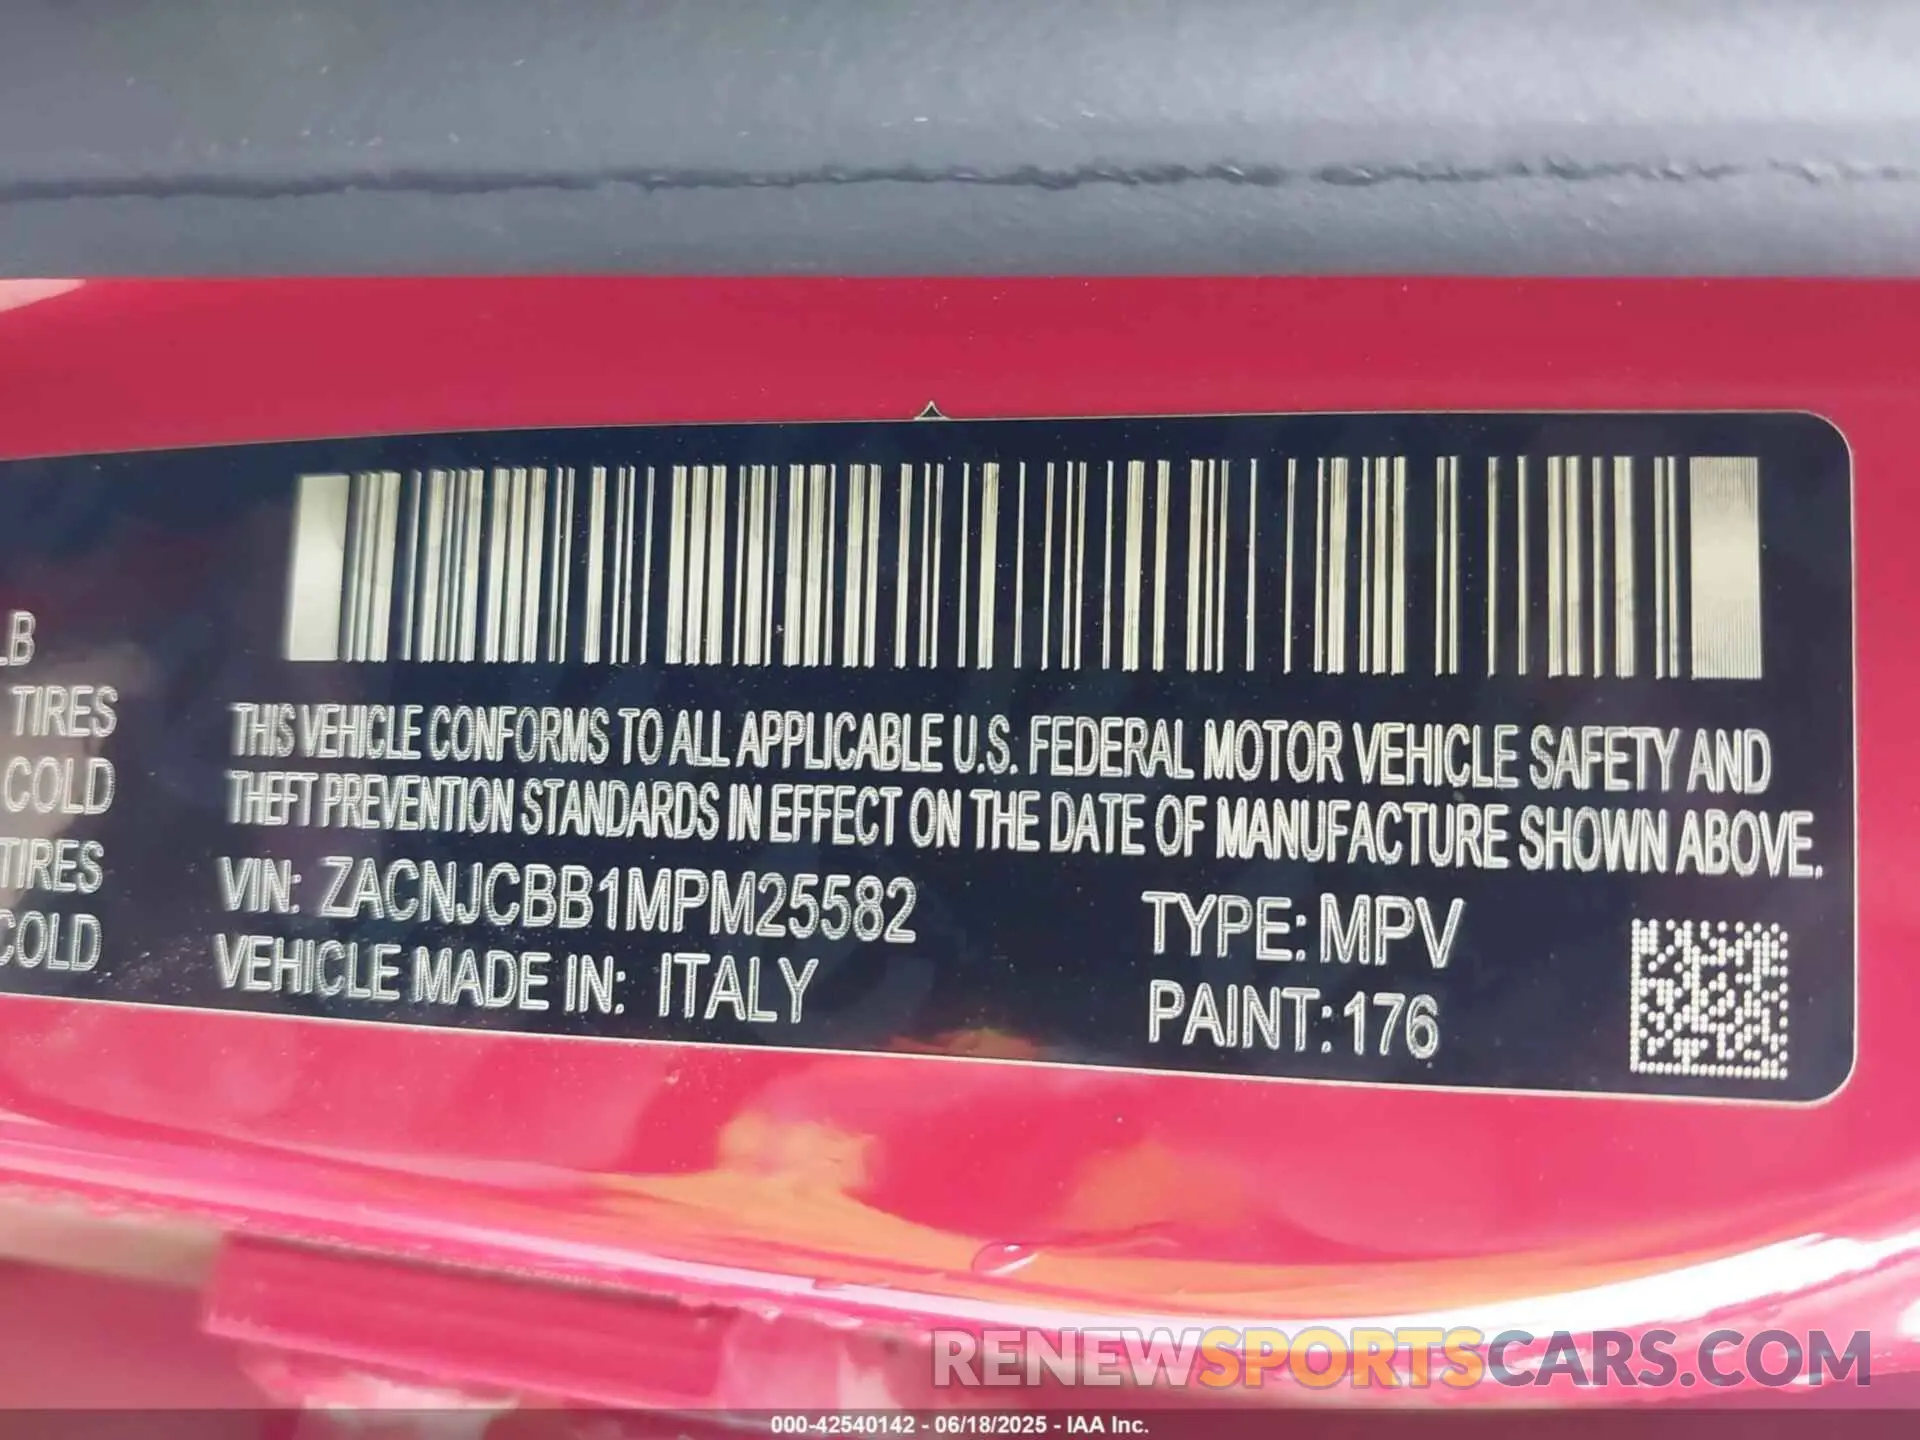 LB
TIRES
COLD
TIRES
COLD
THIS VEHICLE CONFORMS TO ALL APPLICABLE U.S. FEDERAL MOTOR VEHICLE SAFETY AND
THEFT PREVENTION STANDARDS IN EFFECT ON THE DATE OF MANUFACTURE SHOWN ABOVE.
VIN: ZACNJCBB1MPM25582
TYPE: MPV
VEHICLE MADE IN: ITALY
PAINT: 176
RENEWSPORTSCARS.COM
000-42540142 - 06/18/2025 - IAA Inc.